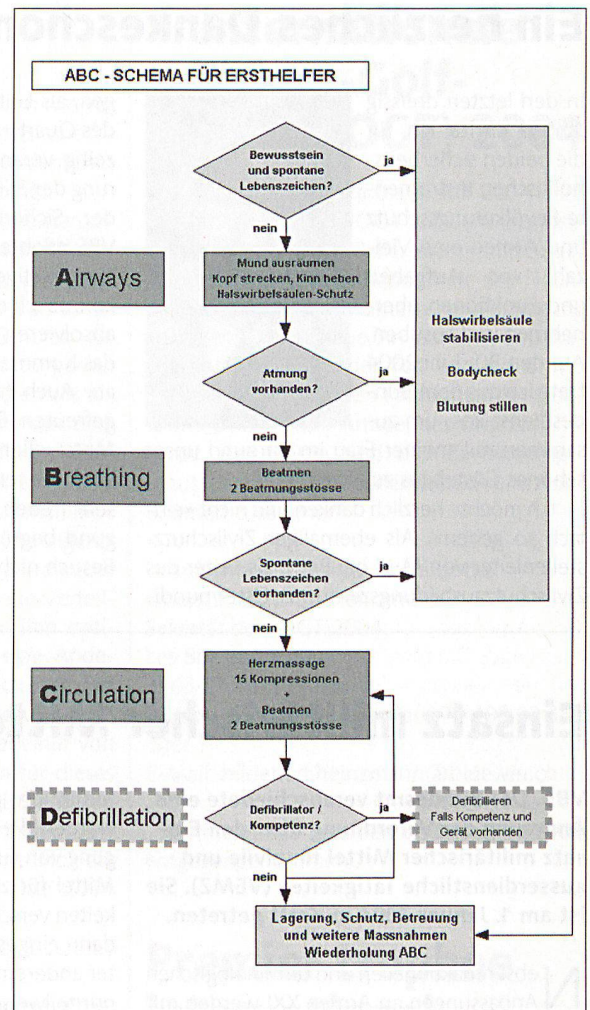 ABC - SCHEMA FÜR ERSTHELFER
Bewusstsein
und spontane
Lebenszeichen?
ja
nein
Airways
Mund ausräumen
Kopf strecken, Kinn heben
Halswirbelsäulen-Schutz
Halswirbelsäule
stabilisieren
Atmung
vorhanden?
ja
Bodycheck
Blutung stillen
nein
Breathing
Beatmen
2 Beatmungsstösse
Spontane
Lebenszeichen
vorhanden?
ja
nein
Circulation
Herzmassage
15 Kompressionen
+
Beatmen
2 Beatmungsstösse
Defibrillation
Defibrillator?
Kompetenz?
ja
Defibrillieren
Falls Kompetenz und
Gerät vorhanden
nein
Lagerung, Schutz, Betreuung
und weitere Massnahmen
Wiederholung ABC